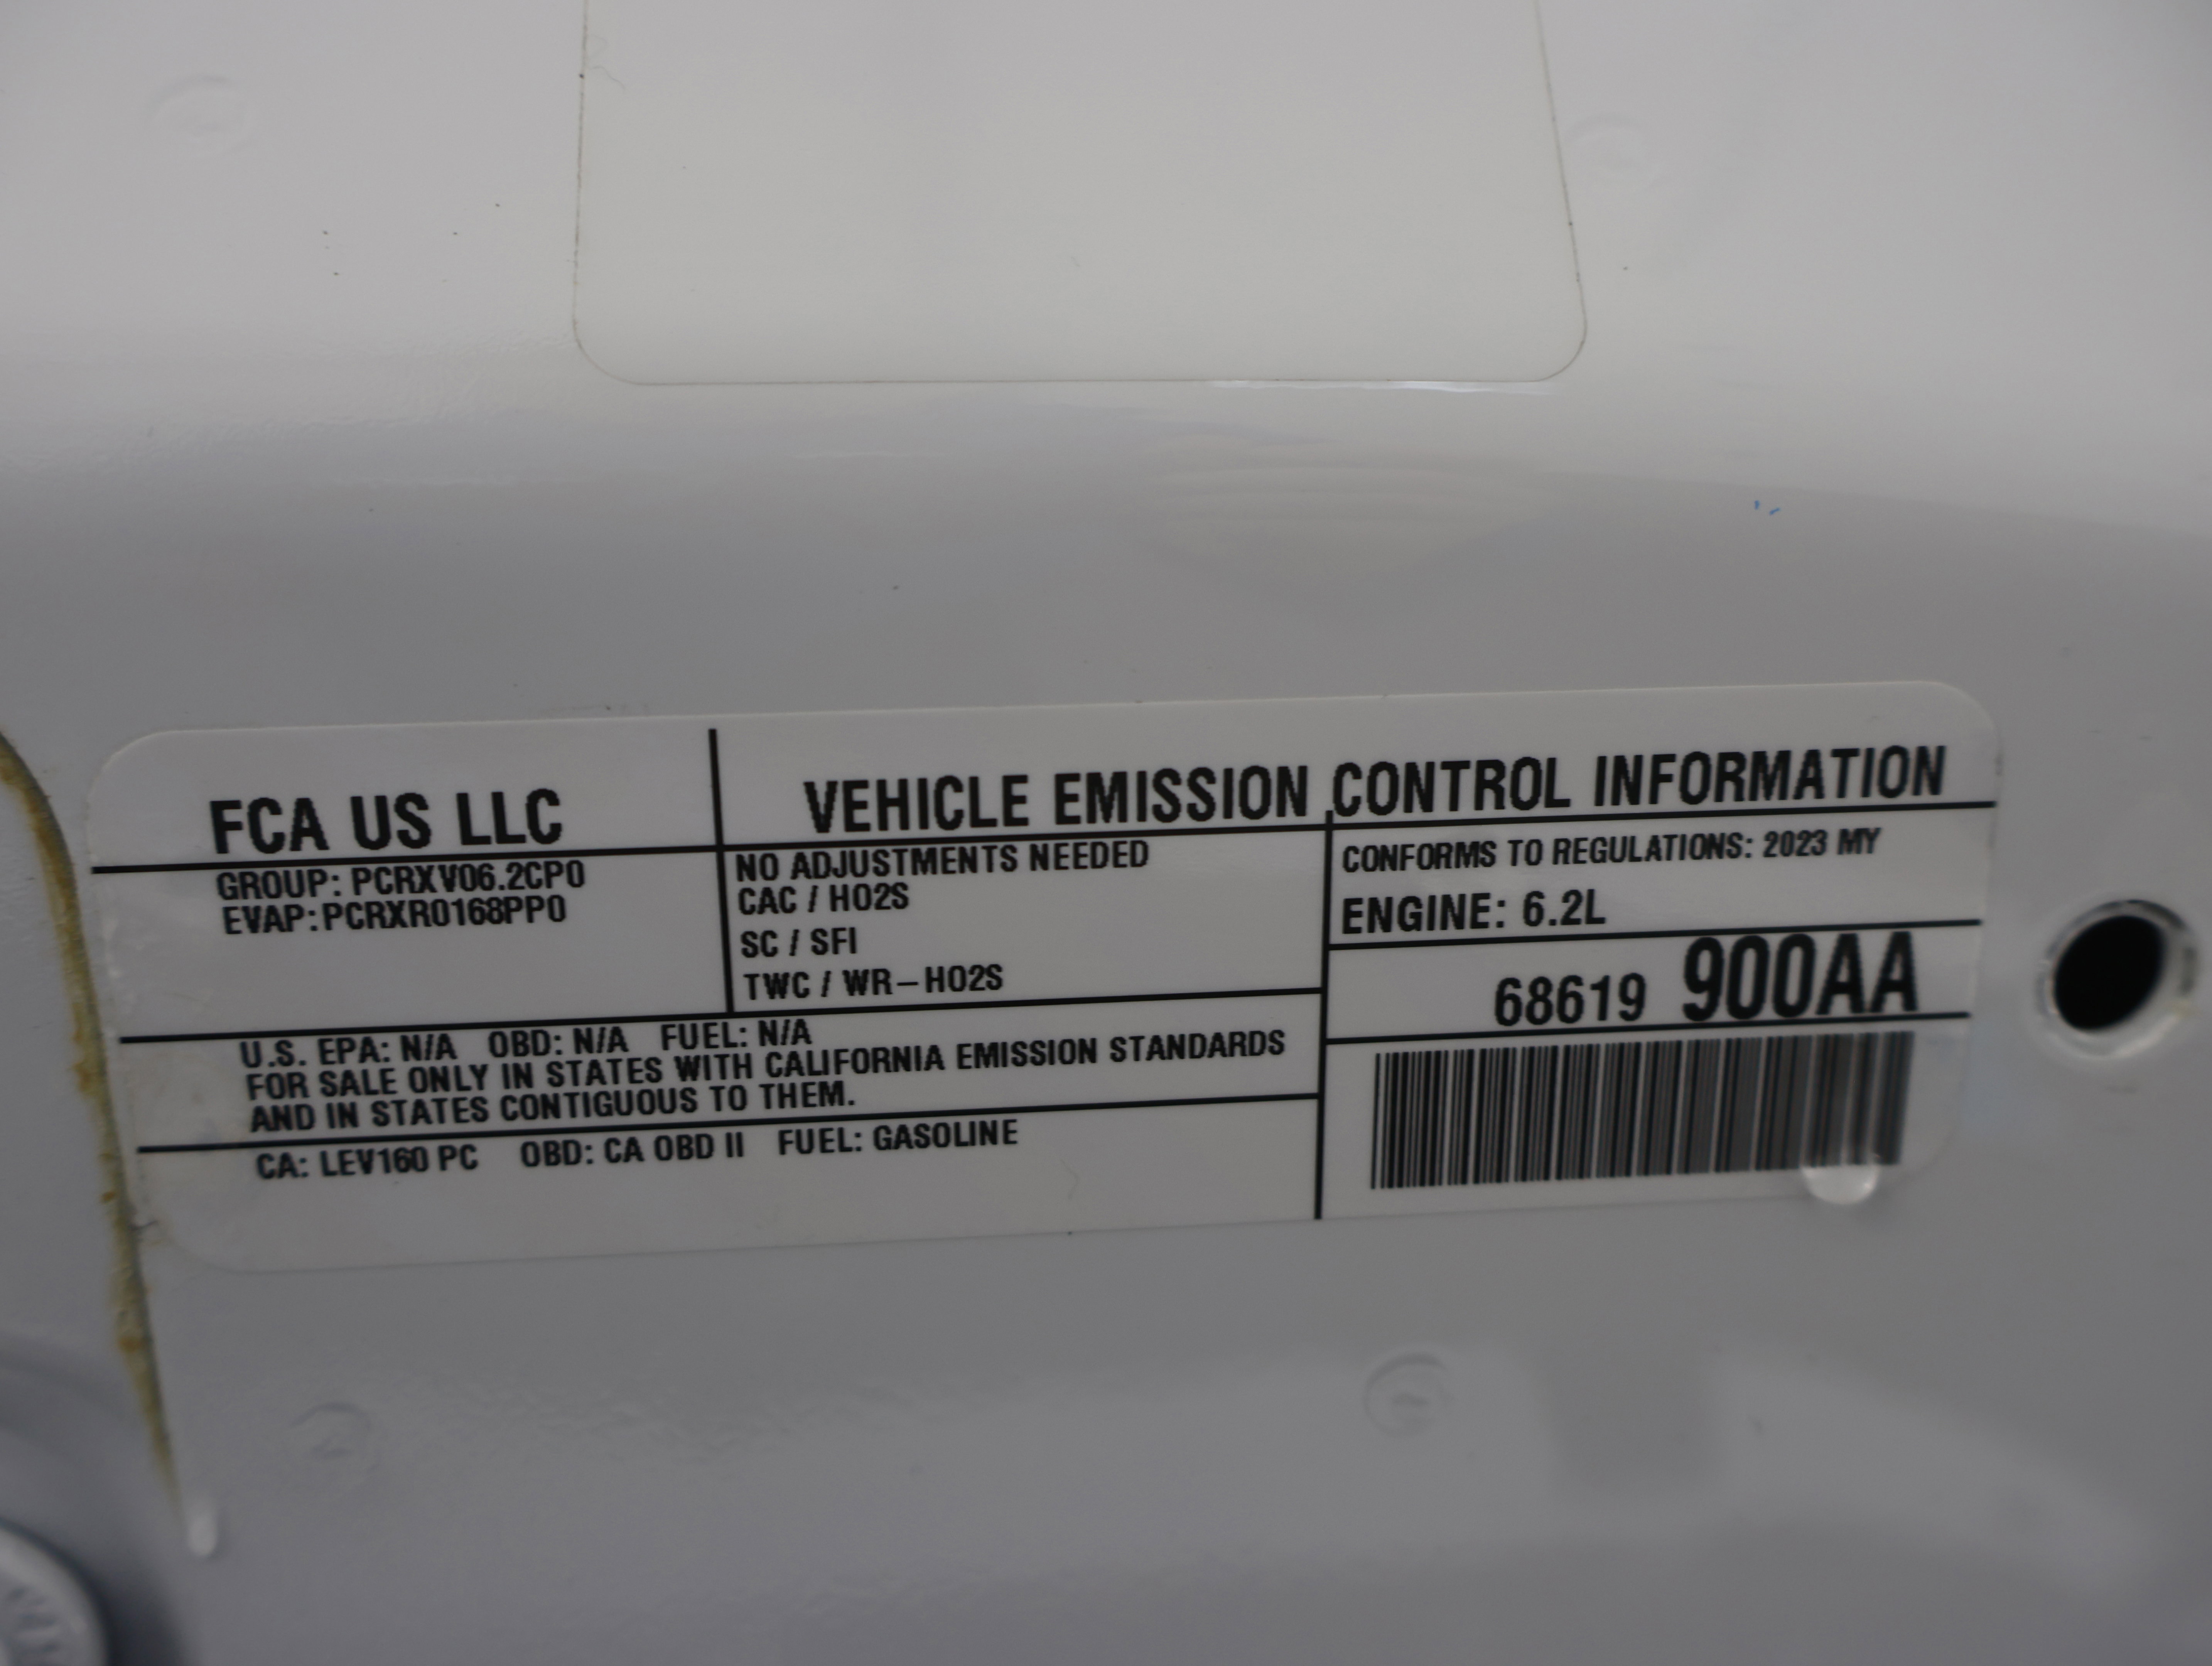 FCA US LLC
VEHICLE EMISSION CONTROL INFORMATION
GROUP: PCRXV06.2CP0
EVAP: PCRXR0168PP0
NO ADJUSTMENTS NEEDED
CAC / HO2S
SC / SFI
TWC / WR-HO2S
CONFORMS TO REGULATIONS: 2023 MY
ENGINE: 6.2L
68619 900AA
U.S. EPA: N/A OBD: N/A FUEL: N/A
FOR SALE ONLY IN STATES WITH CALIFORNIA EMISSION STANDARDS
AND IN STATES CONTIGUOUS TO THEM.
CA: LEV160 PC OBD: CA OBD II FUEL: GASOLINE